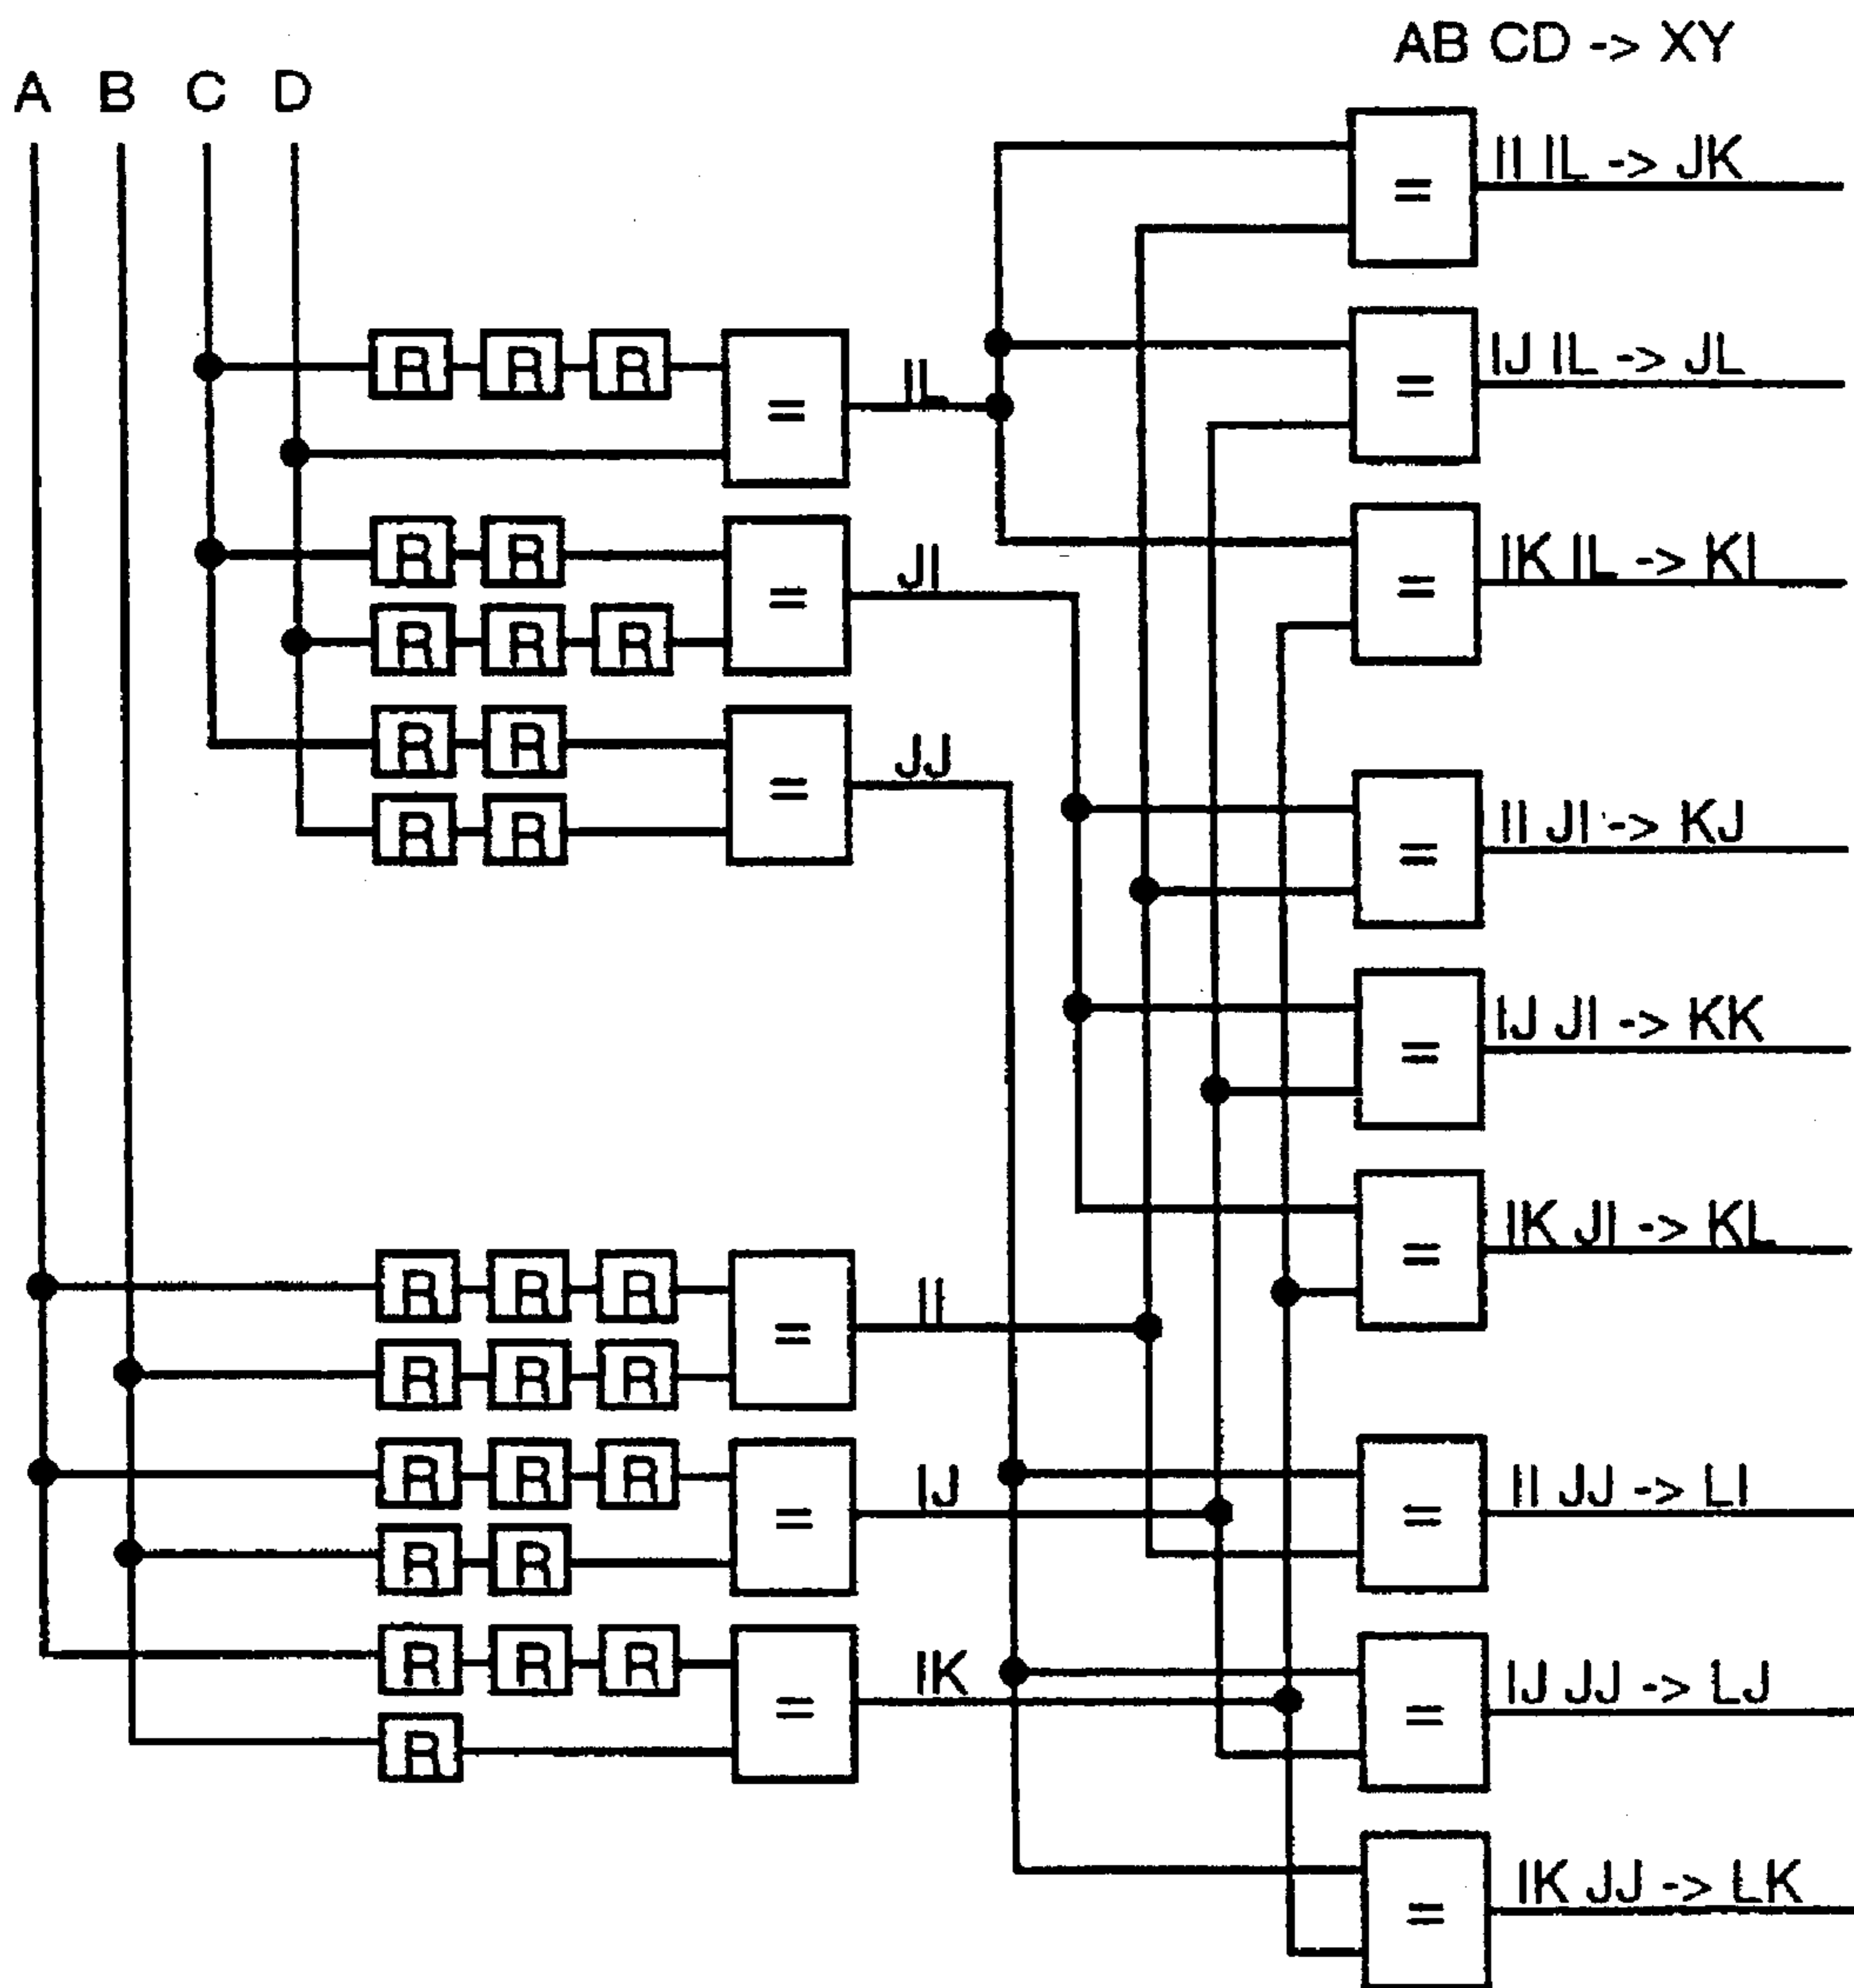 AB CD -> XY
A B C D
II IL -> JK
R R R = IL
=
IJ IL -> JL
=
R R = JI
R R R
IK IL -> KI
=
R R = JJ
R R
II JI -> KJ
=
IJ JI -> KK
=
IK JI -> KL
=
R R R = II
R R R
R R R = IJ
R R
II JJ -> LI
=
R R R = IK
R
IJ JJ -> LJ
=
IK JJ -> LK
=